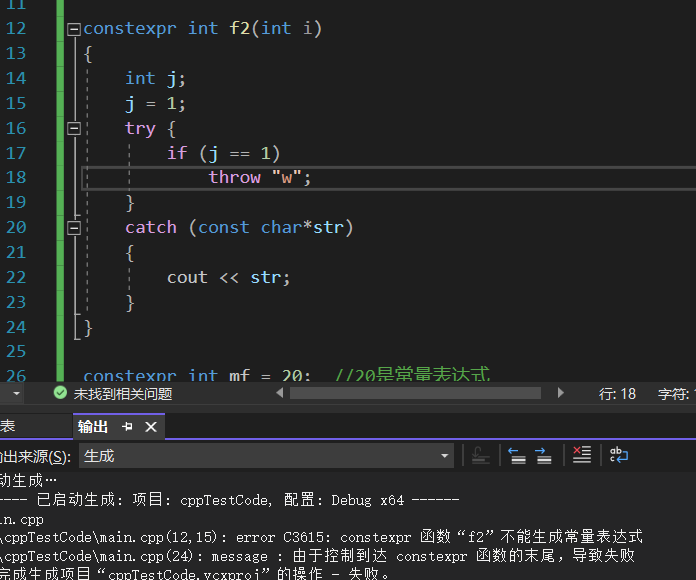 11
12 constexpr int f2(int i)
13 {
14 int j;
15 j = 1;
16 try {
17 if (j == 1)
18 throw "w";
19 }
20 catch (const char*str)
21 {
22 cout << str;
23 }
24 }
25
26 constexpr int mf = 20; //20是常量表达式
未找到相关问题 行: 18 字符:
表 输出
出来源(S): 生成
动生成…
---- 已启动生成: 项目: cppTestCode, 配置: Debug x64 ------
in.cpp
\cppTestCode\main.cpp(12,15): error C3615: constexpr 函数“f2”不能生成常量表达式
\cppTestCode\main.cpp(24): message : 由于控制到达 constexpr 函数的末尾，导致失败
完成生成项目“cppTestCode.vcxproj”的操作 - 失败。